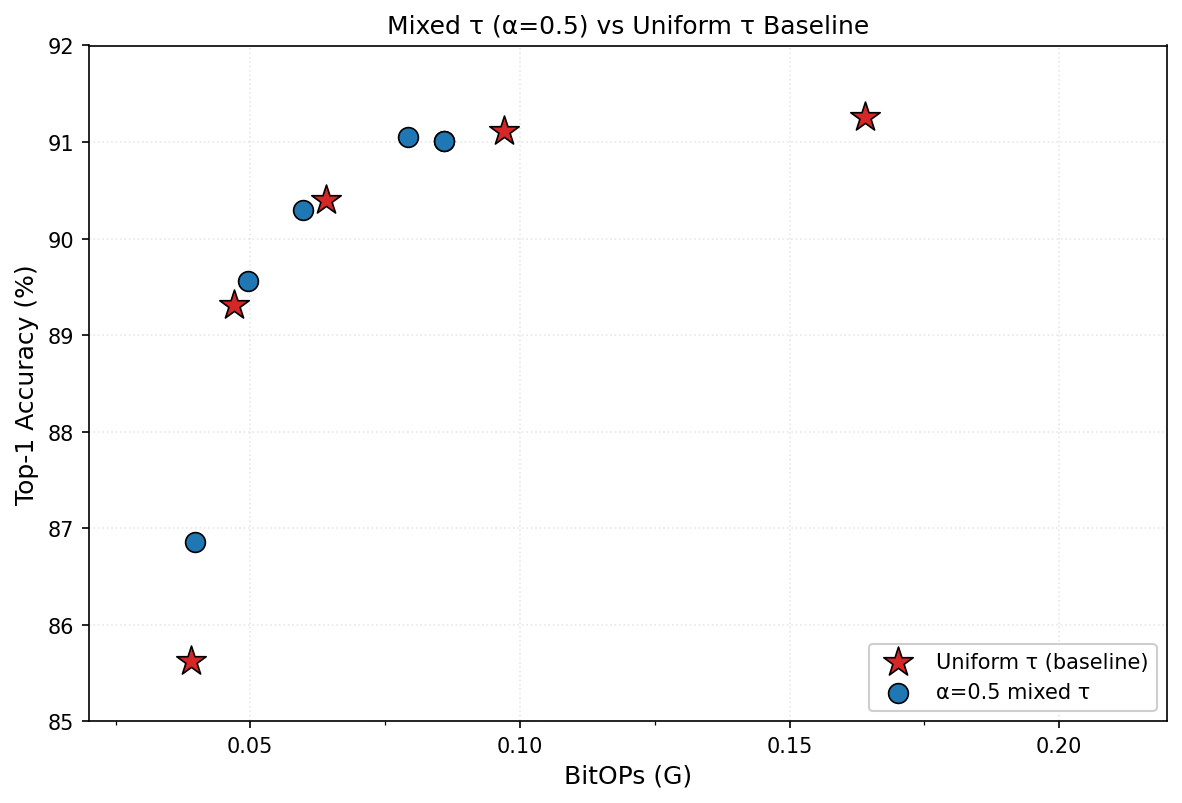 Mixed τ (α=0.5) vs Uniform τ Baseline
92
91
90
89
88
87
86
85
Top-1 Accuracy (%)
0.05 0.10 0.15 0.20
BitOPs (G)
Uniform τ (baseline)
α=0.5 mixed τ